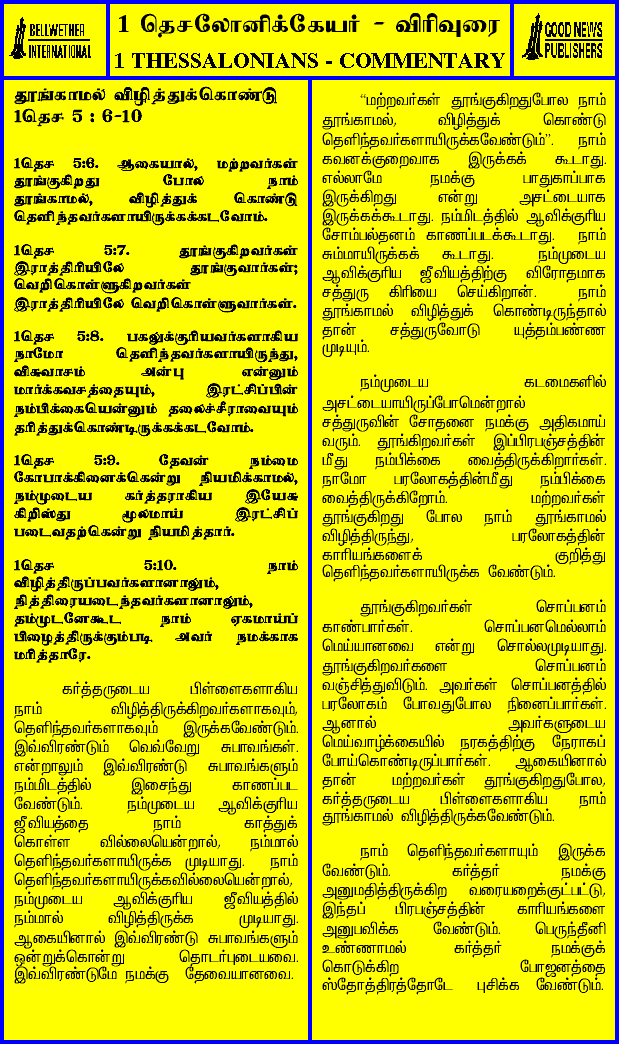 BELLWETHER
INTERNATIONAL
1 தெசலோனிக்கேயர் - விரிவுரை
1 THESSALONIANS - COMMENTARY
GOOD NEWS
PUBLISHERS
தூங்காமல் விழித்துக்கொண்டு
1தெச 5 : 6-10
1தெச 5:6. ஆகையால், மற்றவர்கள்
தூங்குகிறது போல நாம்
தூங்காமல், விழித்துக் கொண்டு
தெளிந்தவர்களாயிருக்கக்கடவோம்.
1தெச 5:7. தூங்குகிறவர்கள்
இராத்திரியிலே தூங்குவார்கள்;
வெறிகொள்ளுகிறவர்கள்
இராத்திரியிலே வெறிகொள்ளுவார்கள்.
1தெச 5:8. பகலுக்குரியவர்களாகிய
நாமோ தெளிந்தவர்களாயிருந்து,
விசுவாசம் அன்பு என்னும்
மார்க்கவசத்தையும், இரட்சிப்பின்
நம்பிக்கையென்னும் தலைச்சீராவையும்
தரித்துக்கொண்டிருக்கக்கடவோம்.
1தெச 5:9. தேவன் நம்மை
கோபாக்கினைக்கென்று நியமிக்காமல்,
நம்முடைய கர்த்தராகிய இயேசு
கிறிஸ்து மூலமாய் இரட்சிப்
படைவதற்கென்று நியமித்தார்.
1தெச 5:10. நாம்
விழித்திருப்பவர்களானாலும்,
நித்திரையடைந்தவர்களானாலும்,
தம்முடனேகூட நாம் ஏகமாய்ப்
பிழைத்திருக்கும்படி அவர் நமக்காக
மரித்தாரே.
கர்த்தருடைய பிள்ளைகளாகிய
நாம் விழித்திருக்கிறவர்களாகவும்,
தெளிந்தவர்களாகவும் இருக்கவேண்டும்.
இவ்விரண்டும் வெவ்வேறு சுபாவங்கள்.
என்றாலும் இவ்விரண்டு சுபாவங்களும்
நம்மிடத்தில் இசைந்து காணப்பட
வேண்டும். நம்முடைய ஆவிக்குரிய
ஜீவியத்தை நாம் காத்துக்
கொள்ள வில்லையென்றால், நம்மால்
தெளிந்தவர்களாயிருக்க முடியாது. நாம்
தெளிந்தவர்களாயிருக்கவில்லையென்றால்,
நம்முடைய ஆவிக்குரிய ஜீவியத்தில்
நம்மால் விழித்திருக்க முடியாது.
ஆகையினால் இவ்விரண்டு சுபாவங்களும்
ஒன்றுக்கொன்று தொடர்புடையவை.
இவ்விரண்டுமே நமக்கு தேவையானவை.
“மற்றவர்கள் தூங்குகிறதுபோல நாம்
தூங்காமல், விழித்துக் கொண்டு
தெளிந்தவர்களாயிருக்கவேண்டும்”. நாம்
கவனக்குறைவாக இருக்கக் கூடாது.
எல்லாமே நமக்கு பாதுகாப்பாக
இருக்கிறது என்று அசட்டையாக
இருக்கக்கூடாது. நம்மிடத்தில் ஆவிக்குரிய
சோம்பல்தனம் காணப்படக்கூடாது. நாம்
சும்மாயிருக்கக் கூடாது. நம்முடைய
ஆவிக்குரிய ஜீவியத்திற்கு விரோதமாக
சத்துரு கிரியை செய்கிறான். நாம்
தூங்காமல் விழித்துக் கொண்டிருந்தால்
தான் சத்துருவோடு யுத்தம்பண்ண
முடியும்.
நம்முடைய கடமைகளில்
அசட்டையாயிருப்போமென்றால்
சத்துருவின் சோதனை நமக்கு அதிகமாய்
வரும். தூங்கிறவர்கள் இப்பிரபஞ்சத்தின்
மீது நம்பிக்கை வைத்திருக்கிறார்கள்.
நாமோ பரலோகத்தின்மீது நம்பிக்கை
வைத்திருக்கிறோம். மற்றவர்கள்
தூங்குகிறது போல நாம் தூங்காமல்
விழித்திருந்து, பரலோகத்தின்
காரியங்களைக் குறித்து
தெளிந்தவர்களாயிருக்க வேண்டும்.
தூங்குகிறவர்கள் சொப்பனம்
காண்பார்கள். சொப்பனமெல்லாம்
மெய்யானவை என்று சொல்லமுடியாது.
தூங்குகிறவர்களை சொப்பனம்
வஞ்சித்துவிடும். அவர்கள் சொப்பனத்தில்
பரலோகம் போவதுபோல நினைப்பார்கள்.
ஆனால் அவர்களுடைய
மெய்வாழ்க்கையில் நரகத்திற்கு நேராகப்
போய்கொண்டிருப்பார்கள். ஆகையினால்
தான் மற்றவர்கள் தூங்குகிறதுபோல,
கர்த்தருடைய பிள்ளைகளாகிய நாம்
தூங்காமல் விழித்திருக்கவேண்டும்.
நாம் தெளிந்தவர்களாயும் இருக்க
வேண்டும். கர்த்தர் நமக்கு
அனுமதித்திருக்கிற வரையறைக்குட்பட்டு,
இந்தப் பிரபஞ்சத்தின் காரியங்களை
அனுபவிக்க வேண்டும். பெருந்தீனி
உண்ணாமல் கர்த்தர் நமக்குக்
கொடுக்கிற போஜனத்தை
ஸ்தோத்திரத்தோடே புசிக்க வேண்டும்.